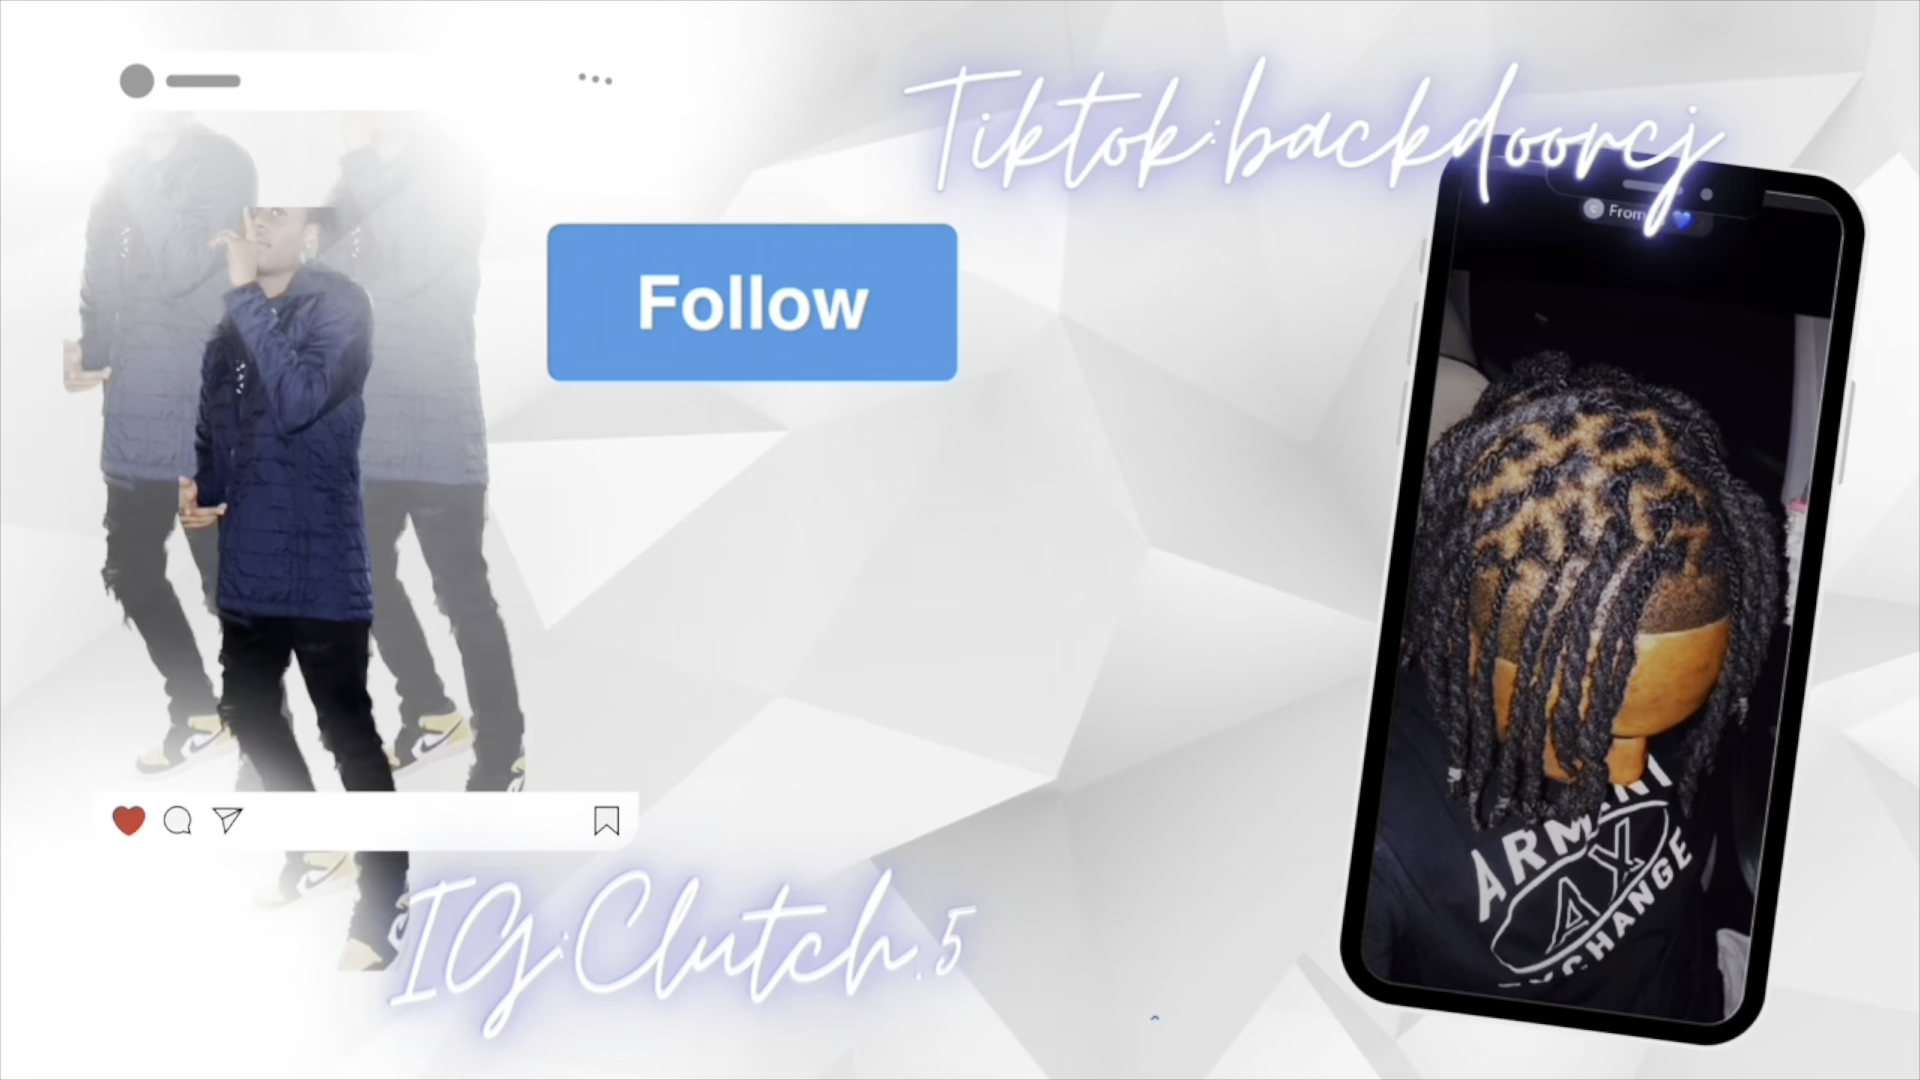 Tiktok:backdoorcj
From 💙
Follow
ARMANI
AX
EXCHANGE
IG:Clutch.5